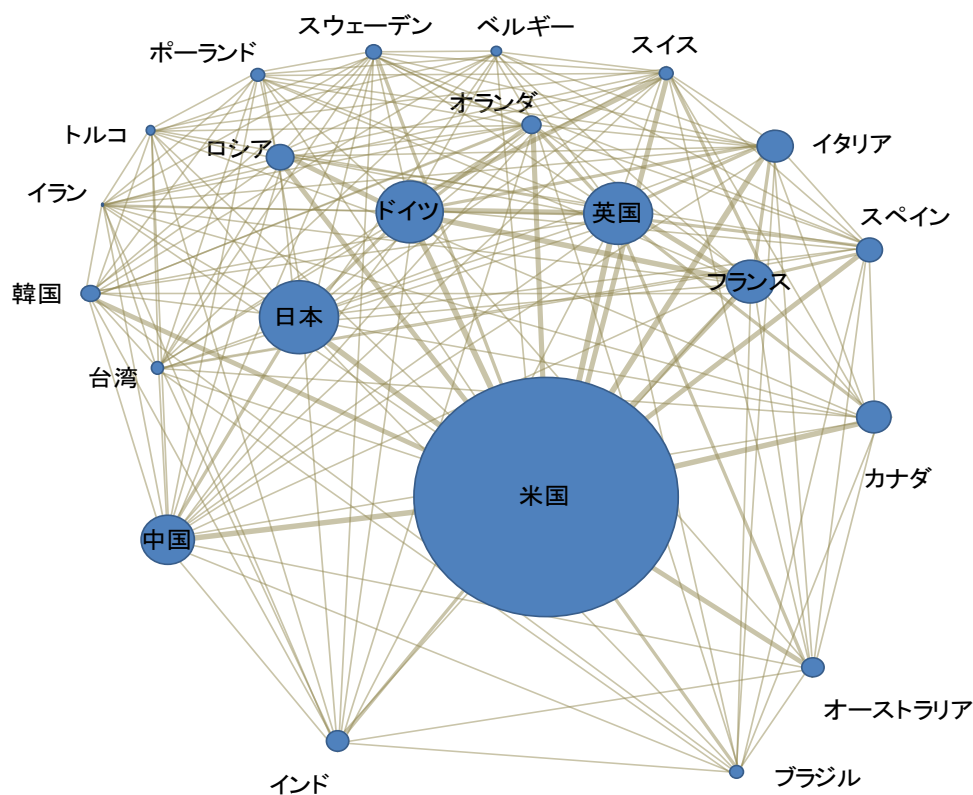 スウェーデン
ベルギー
スイス
ポーランド
オランダ
トルコ
ロシア
イタリア
イラン
ドイツ
英国
スペイン
韓国
日本
フランス
台湾
カナダ
米国
中国
オーストラリア
インド
ブラジル